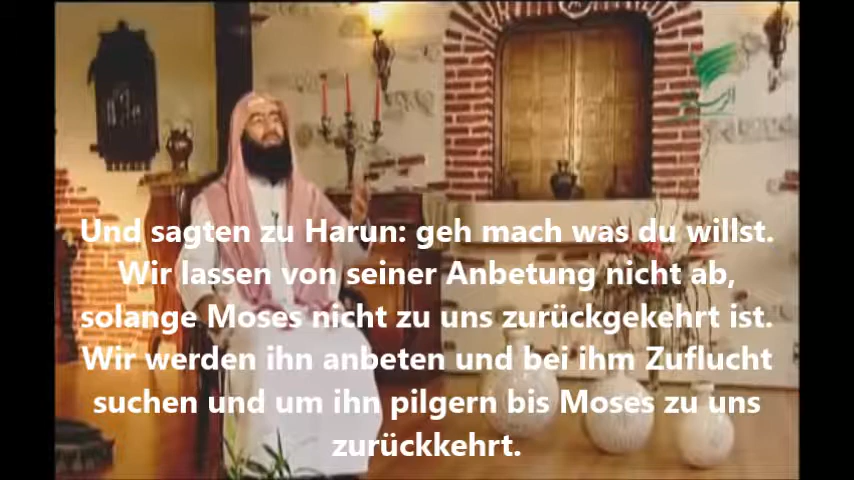 Und sagten zu Harun: geh mach was du willst.
Wir lassen von seiner Anbetung nicht ab,
solange Moses nicht zu uns zurückgekehrt ist.
Wir werden ihn anbeten und bei ihm Zuflucht
suchen und um ihn pilgern bis Moses zu uns
zurückkehrt.